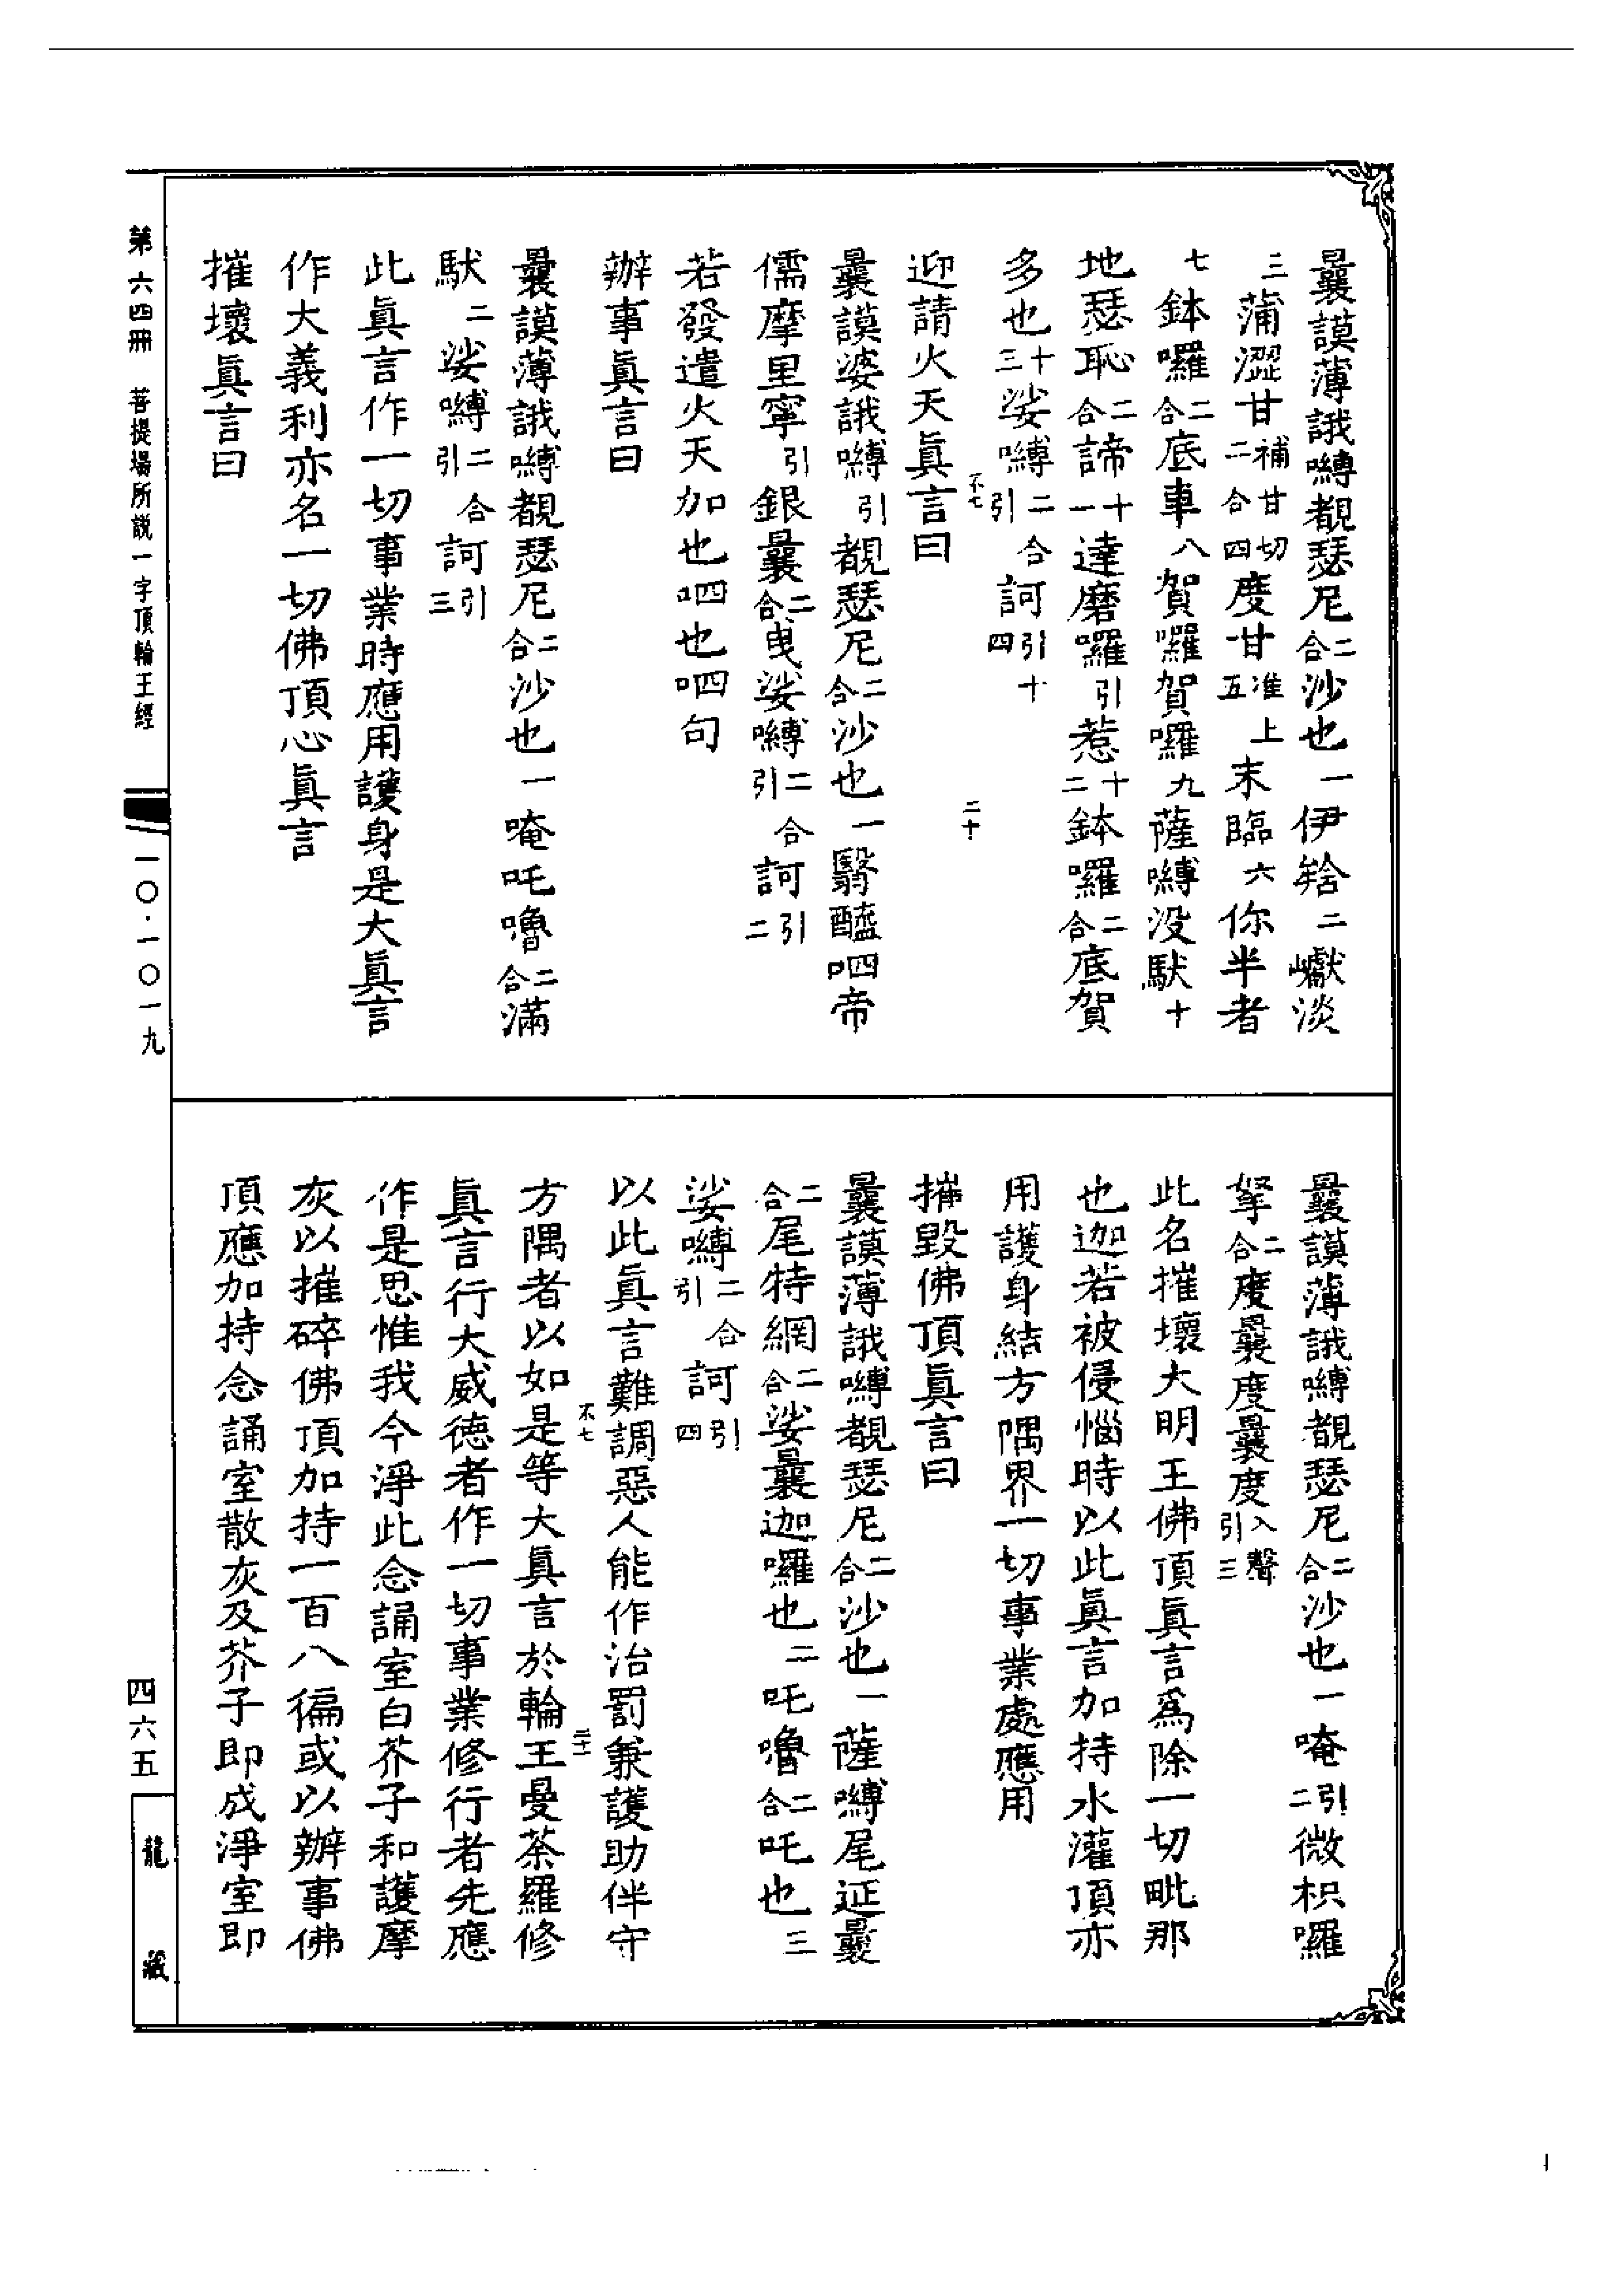 曩謨薄誐嚩覩瑟尼二合沙也一伊𥿄二巘淡
三蒲澀甘補甘切二合四度甘准上五末臨六你半者
七鉢囉二合底車八賀囉賀囉九薩嚩没馱十
地瑟恥二合諦十一達磨囉引惹十二鉢囉二合底賀
多也十三娑嚩二合引訶引十四
不七 二十
迎請火天眞言曰
曩謨婆誐嚩引覩瑟尼二合沙也一翳醯呬帝
儒摩里寧引銀曩二合曳娑嚩二合引訶引二
若發遣火天加也呬也呬句
辦事眞言曰
曩謨薄誐嚩覩瑟尼二合沙也一唵吒嚕二合滿
馱二娑嚩二合引訶引三
此眞言作一切事業時應用護身是大眞言
作大義利亦名一切佛頂心眞言
摧壞眞言曰
曩謨薄誐嚩覩瑟尼二合沙也一唵引二微枳囉
拏二合度曩度曩度入聲引三
此名摧壞大明王佛頂眞言爲除一切毗那
也迦若被侵惱時以此眞言加持水灌頂亦
用護身結方隅界一切事業處應用
摧毀佛頂眞言曰
曩謨薄誐嚩覩瑟尼二合沙也一薩嚩尾延曩
二合尾特網二合娑曩迦囉也二吒嚕二合吒也三
娑嚩二合引訶引四
以此眞言難調惡人能作治罰兼護助伴守
不七 二十一
方隅者以如是等大眞言於輪王曼荼羅修
眞言行大威德者作一切事業修行者先應
作是思惟我今淨此念誦室白芥子和護摩
灰以摧碎佛頂加持一百八徧或以辦事佛
頂應加持念誦室散灰及芥子即成淨室即
第六四冊 菩提場所說一字頂輪王經
一〇·一〇一九
四六五
龍藏